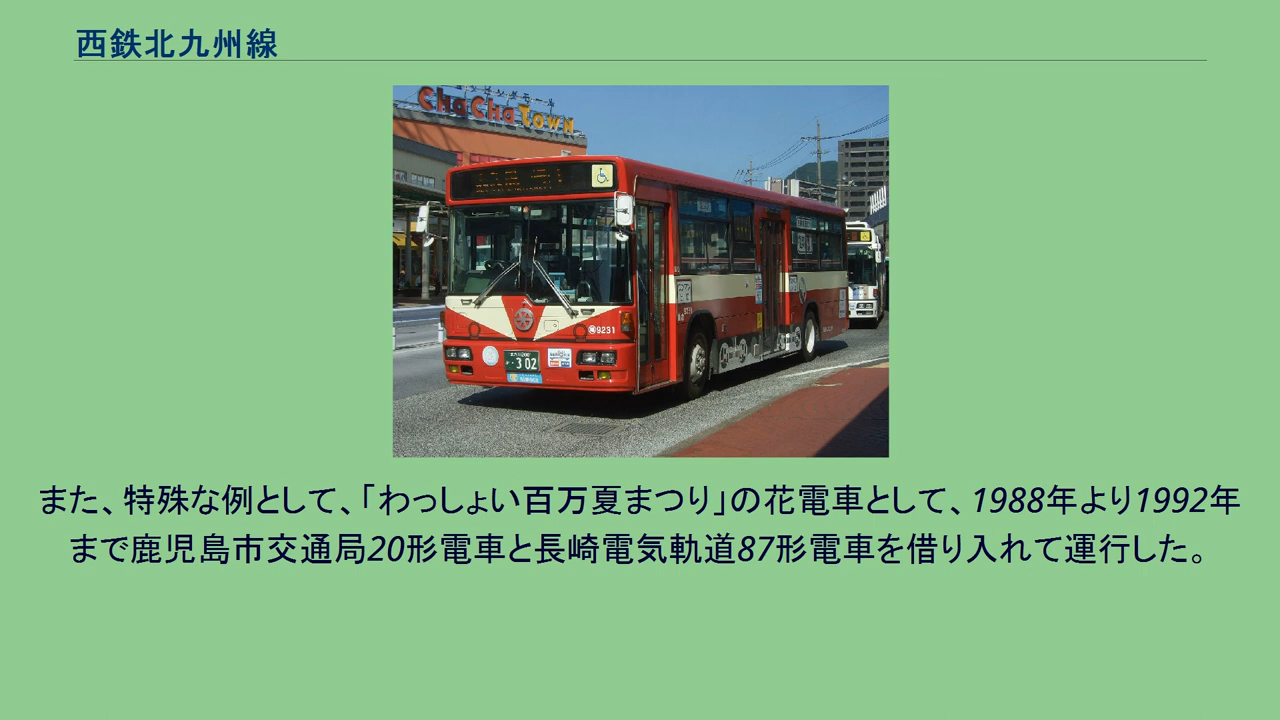 西鉄北九州線
ChaCha Town
9231
302
また、特殊な例として、「わっしょい百万夏まつり」の花電車として、1988年より1992年
まで鹿児島市交通局20形電車と長崎電気軌道87形電車を借り入れて運行した。